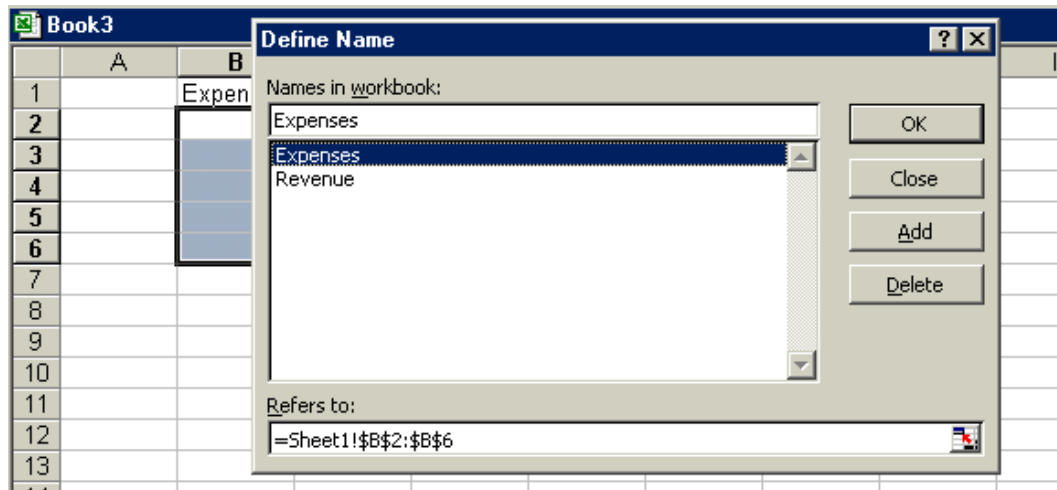 Book3
Define Name
A B I
1 Expen
2
3
4
5
6
7
8
9
10
11
12
13
Names in workbook:
Expenses
Expenses
Revenue
OK
Close
Add
Delete
Refers to:
=Sheet1!$B$2:$B$6